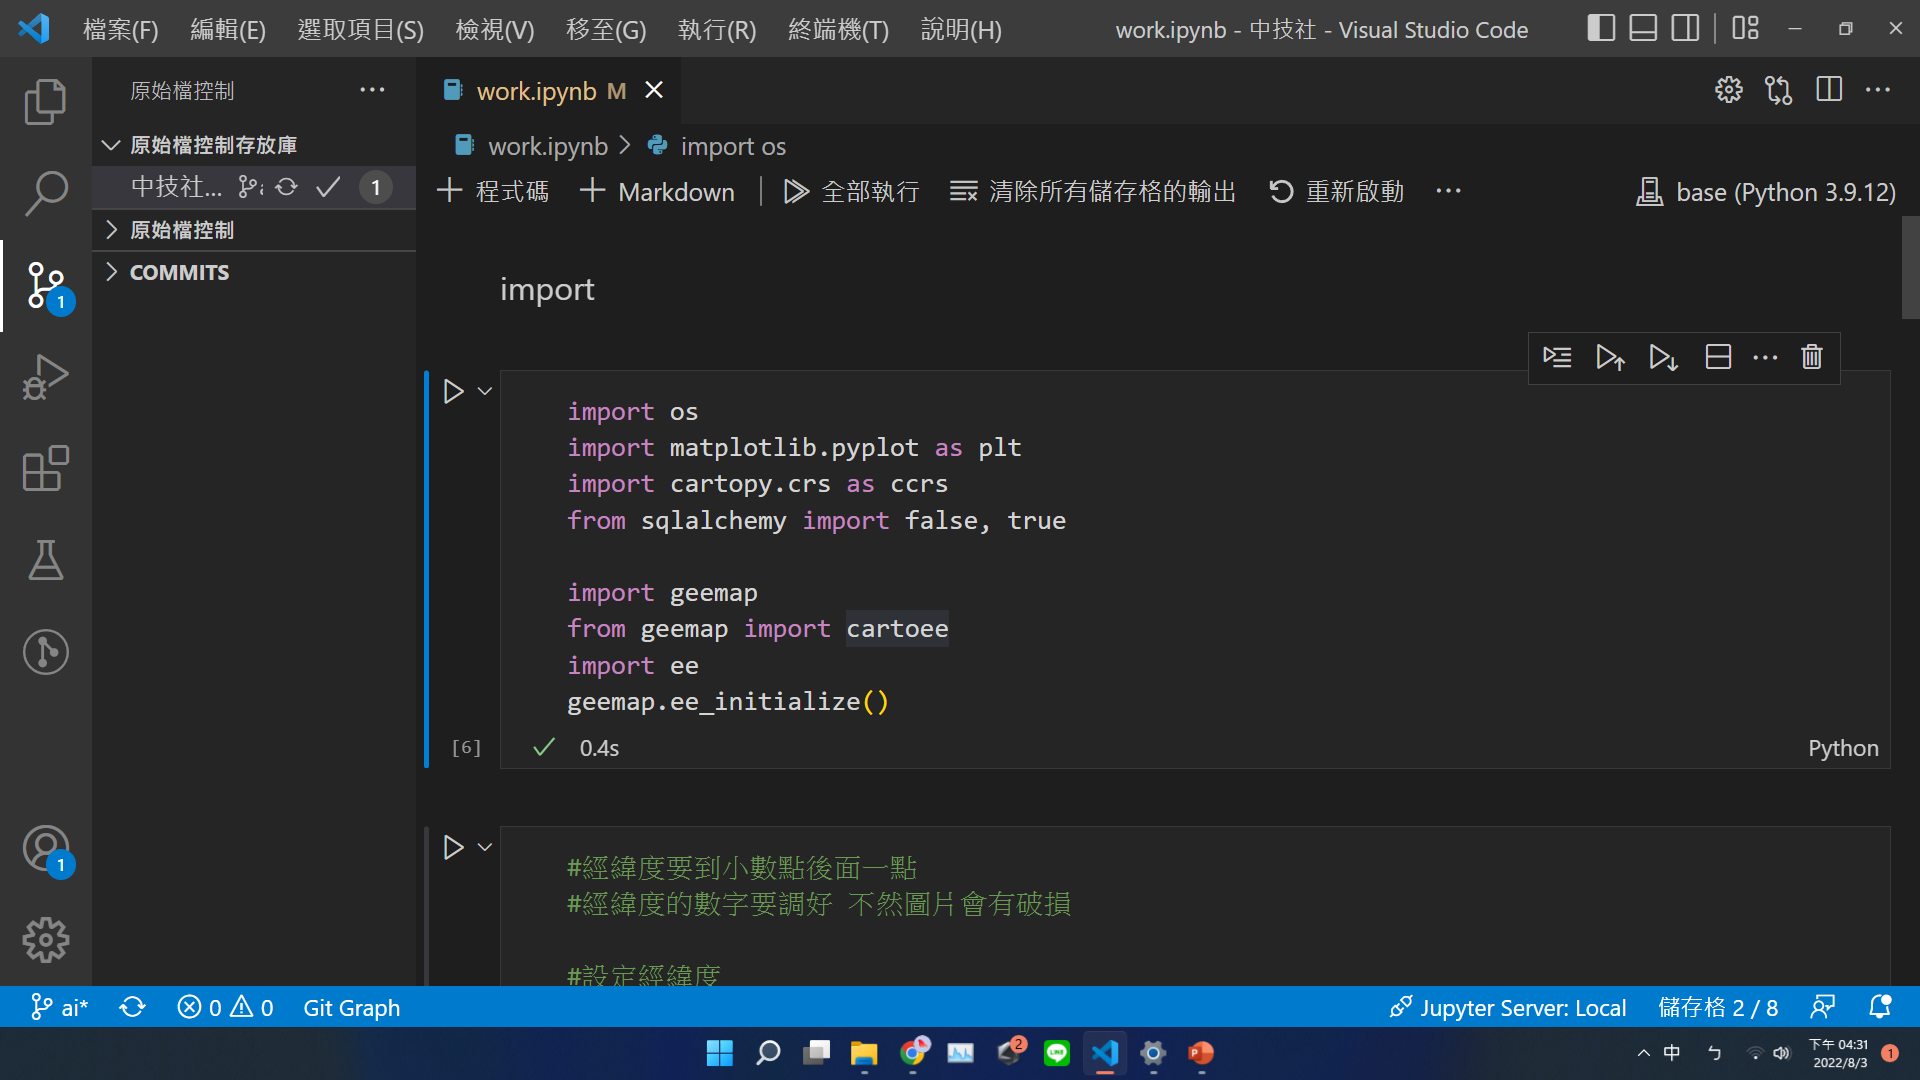 檔案(F) 編輯(E) 選取項目(S) 檢視(V) 移至(G) 執行(R) 終端機(T) 說明(H) work.ipynb - 中技社 - Visual Studio Code
原始檔控制
work.ipynb M
原始檔控制存放庫
work.ipynb > import os
中技社... 1
程式碼 Markdown 全部執行 清除所有儲存格的輸出 重新啟動 base (Python 3.9.12)
原始檔控制
COMMITS
1
import
import os
import matplotlib.pyplot as plt
import cartopy.crs as ccrs
from sqlalchemy import false, true
import geemap
from geemap import cartoee
import ee
geemap.ee_initialize()
[6] 0.4s Python
1
#經緯度要到小數點後面一點
#經緯度的數字要調好 不然圖片會有破損
#設定經緯度
ai* 0 0 Git Graph Jupyter Server: Local 儲存格 2 / 8
2 LINE P 中 ㄣ 下午 04:31 1
2022/8/3